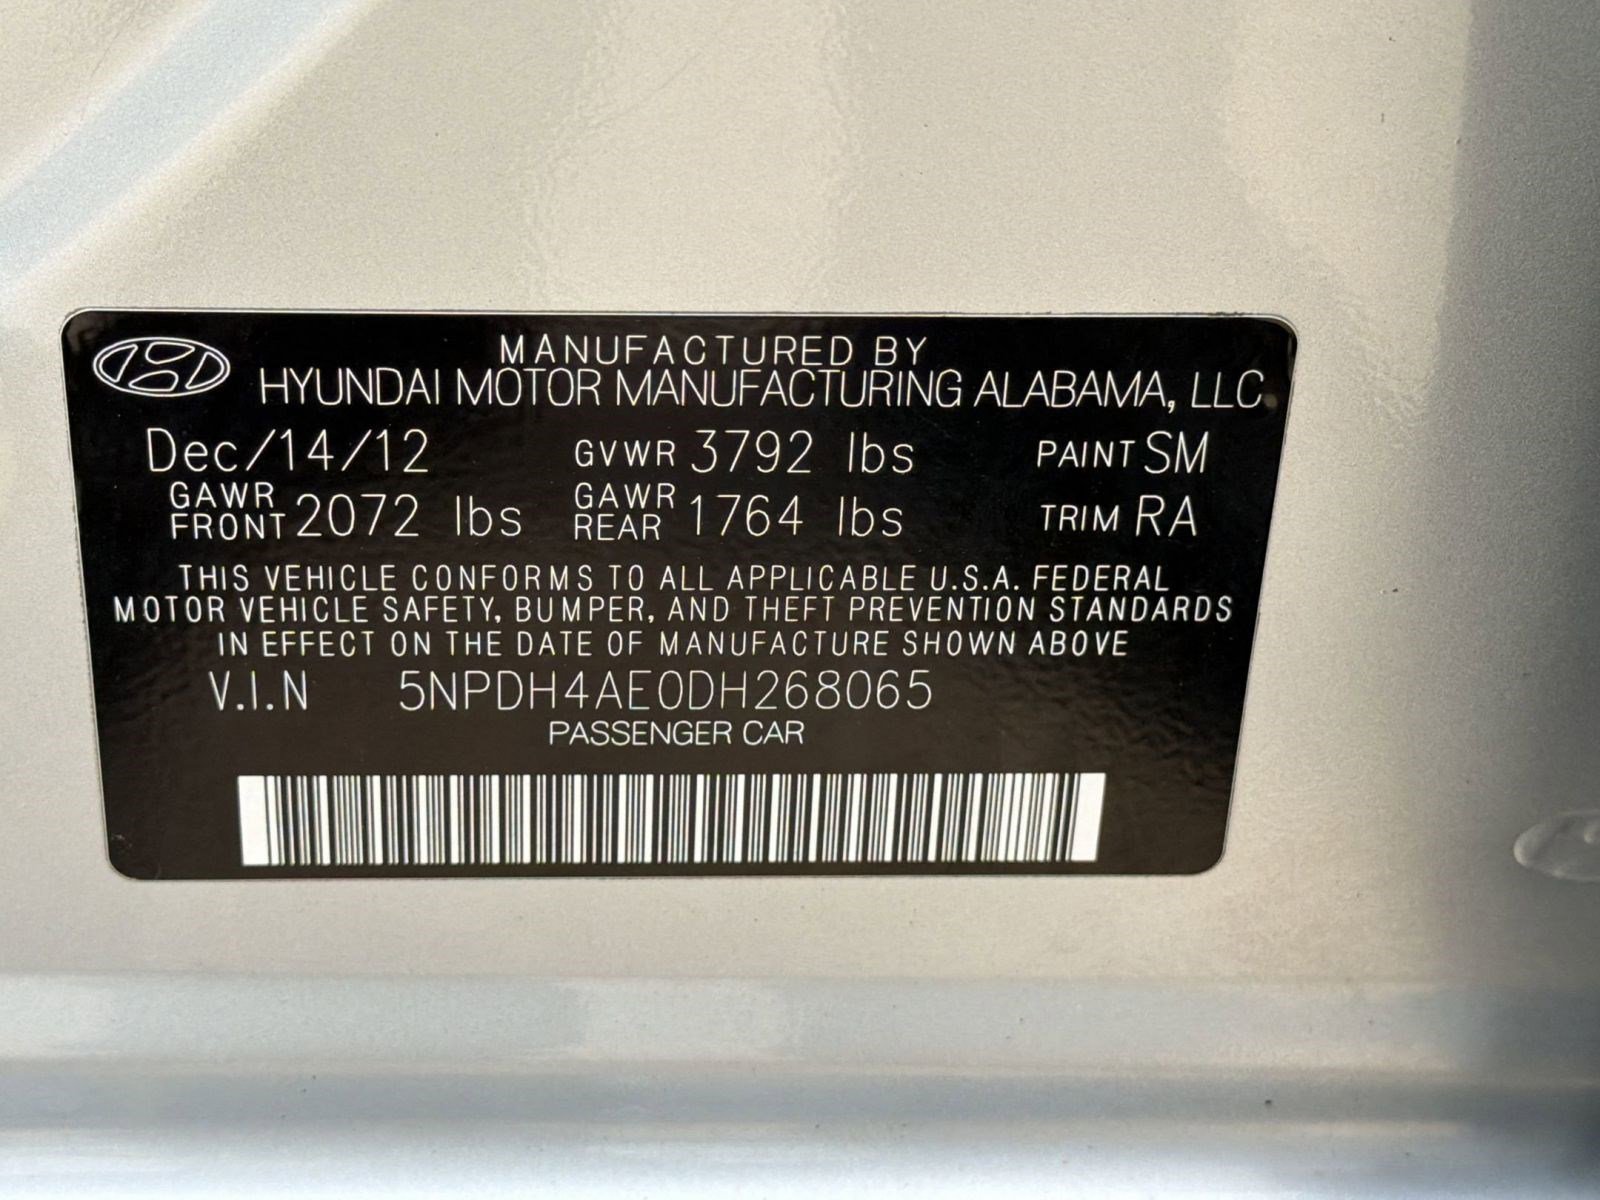 MANUFACTURED BY
HYUNDAI MOTOR MANUFACTURING ALABAMA, LLC.
Dec/14/12 GVWR 3792 lbs PAINT SM
GAWR FRONT 2072 lbs GAWR REAR 1764 lbs TRIM RA
THIS VEHICLE CONFORMS TO ALL APPLICABLE U.S.A. FEDERAL
MOTOR VEHICLE SAFETY, BUMPER, AND THEFT PREVENTION STANDARDS
IN EFFECT ON THE DATE OF MANUFACTURE SHOWN ABOVE
V.I.N 5NPDH4AE0DH268065
PASSENGER CAR